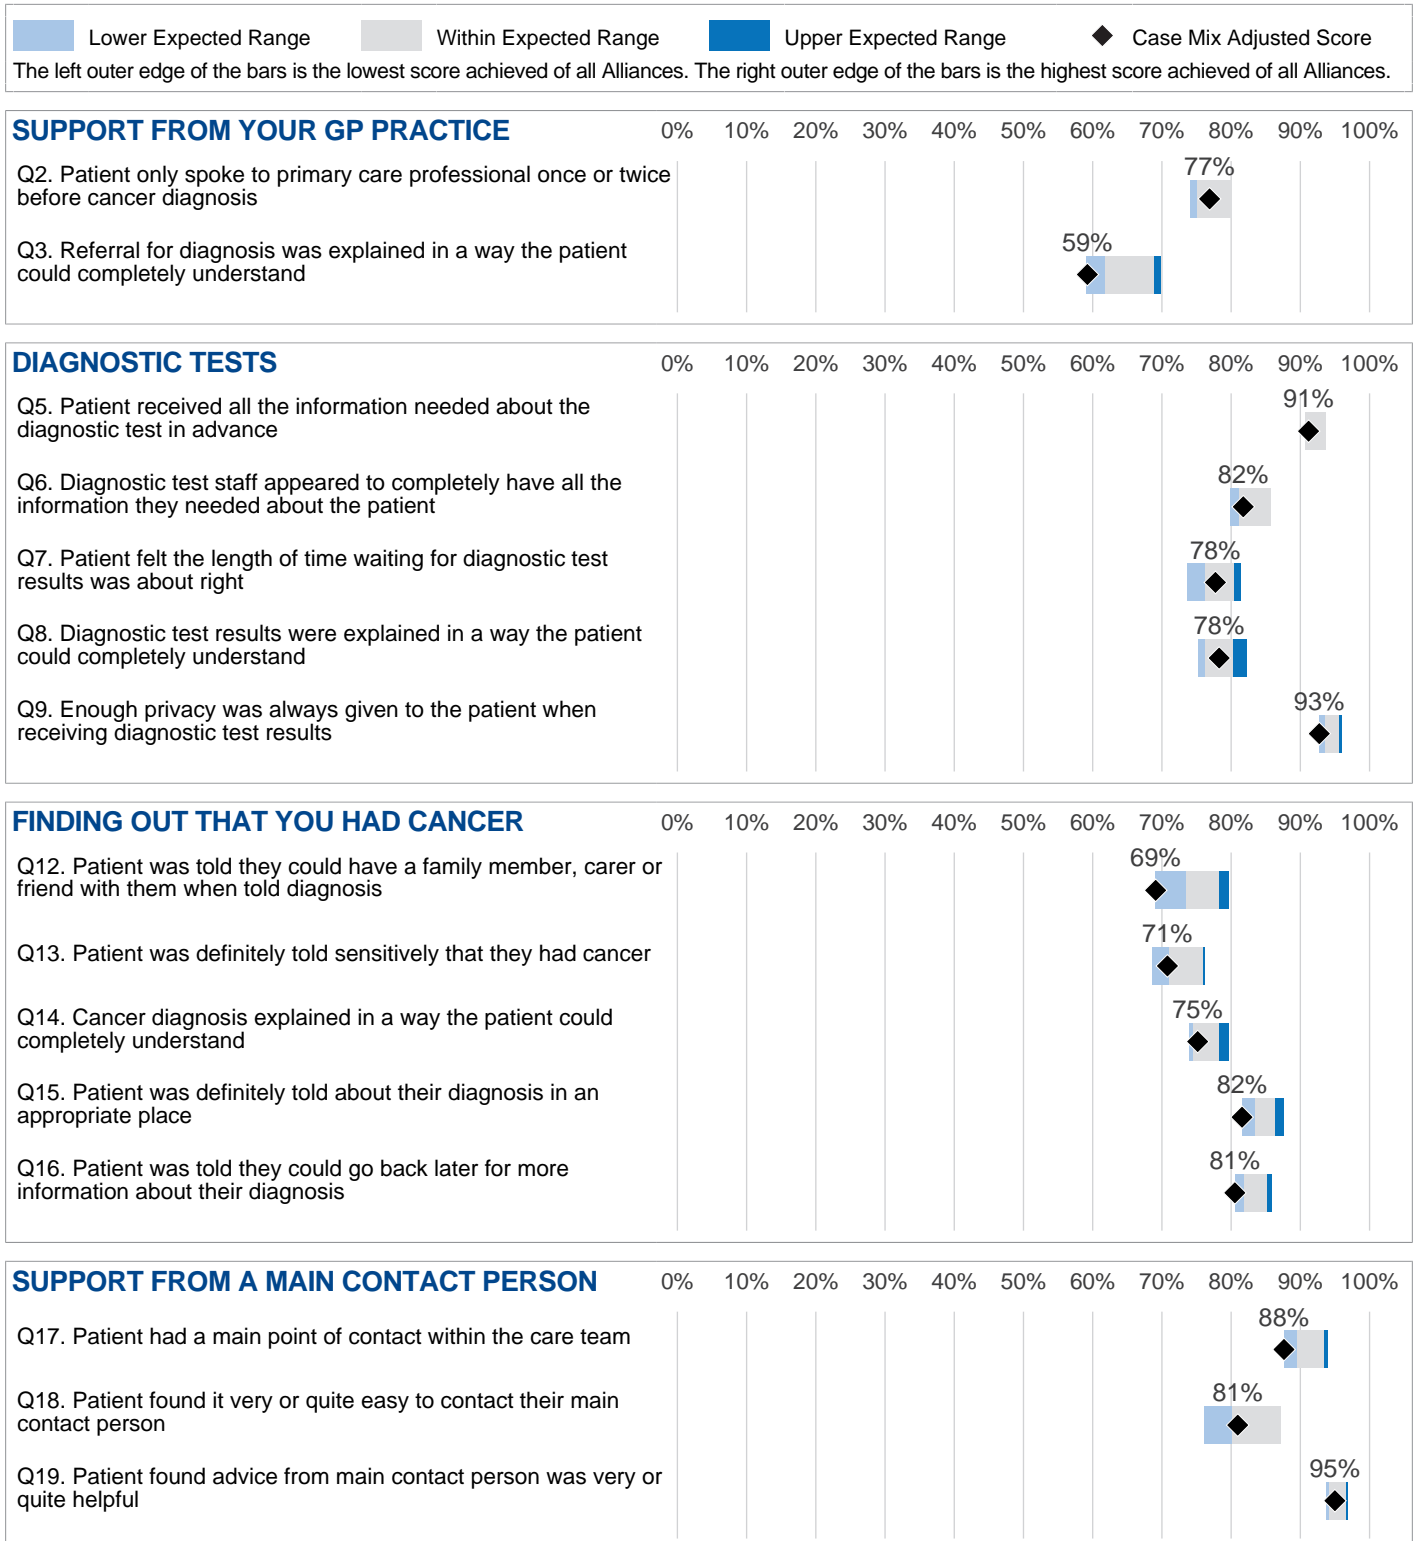 Lower Expected Range Within Expected Range Upper Expected Range Case Mix Adjusted Score
The left outer edge of the bars is the lowest score achieved of all Alliances. The right outer edge of the bars is the highest score achieved of all Alliances.
SUPPORT FROM YOUR GP PRACTICE 0% 10% 20% 30% 40% 50% 60% 70% 80% 90% 100%
Q2. Patient only spoke to primary care professional once or twice
before cancer diagnosis
77%
Q3. Referral for diagnosis was explained in a way the patient
could completely understand
59%
DIAGNOSTIC TESTS 0% 10% 20% 30% 40% 50% 60% 70% 80% 90% 100%
Q5. Patient received all the information needed about the
diagnostic test in advance
91%
Q6. Diagnostic test staff appeared to completely have all the
information they needed about the patient
82%
Q7. Patient felt the length of time waiting for diagnostic test
results was about right
78%
Q8. Diagnostic test results were explained in a way the patient
could completely understand
78%
Q9. Enough privacy was always given to the patient when
receiving diagnostic test results
93%
FINDING OUT THAT YOU HAD CANCER 0% 10% 20% 30% 40% 50% 60% 70% 80% 90% 100%
Q12. Patient was told they could have a family member, carer or
friend with them when told diagnosis
69%
Q13. Patient was definitely told sensitively that they had cancer
71%
Q14. Cancer diagnosis explained in a way the patient could
completely understand
75%
Q15. Patient was definitely told about their diagnosis in an
appropriate place
82%
Q16. Patient was told they could go back later for more
information about their diagnosis
81%
SUPPORT FROM A MAIN CONTACT PERSON 0% 10% 20% 30% 40% 50% 60% 70% 80% 90% 100%
Q17. Patient had a main point of contact within the care team
88%
Q18. Patient found it very or quite easy to contact their main
contact person
81%
Q19. Patient found advice from main contact person was very or
quite helpful
95%